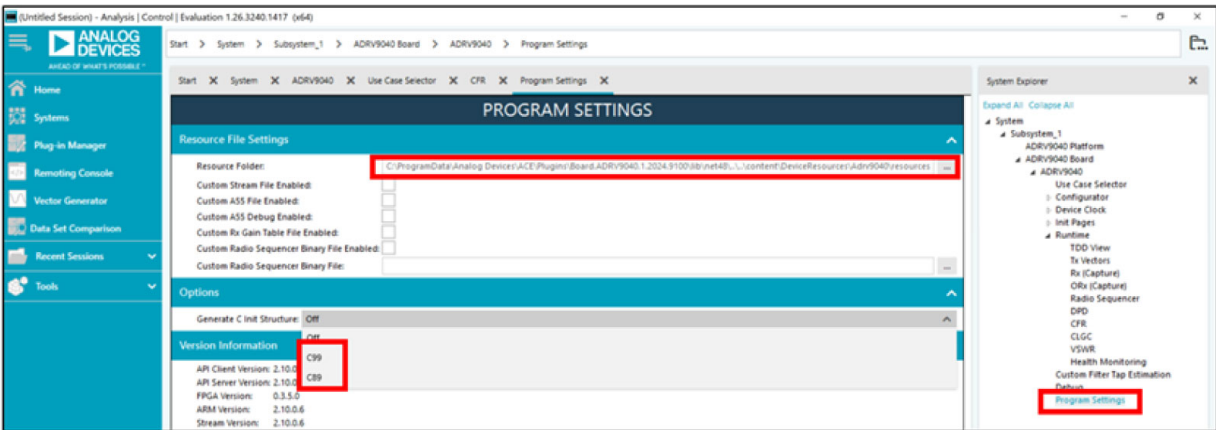 (Untitled Session) - Analysis | Control | Evaluation 1.26.3240.1417 (x64)
ANALOG
DEVICES
AHEAD OF WHAT'S POSSIBLE™
Start > System > Subsystem_1 > ADRV9040 Board > ADRV9040 > Program Settings
Home
Systems
Plug-in Manager
Remoting Console
Vector Generator
Data Set Comparison
Recent Sessions
Tools
Start X System X ADRV9040 X Use Case Selector X CFR X Program Settings X
PROGRAM SETTINGS
Resource File Settings
Resource Folder: C:\ProgramData\Analog Devices\ACE\Plugins\Board.ADRV9040.1.2024.9100\lib\net48\..\..\content\DeviceResources\Adrv9040\resources ...
Custom Stream File Enabled:
Custom A55 File Enabled:
Custom A55 Debug Enabled:
Custom Rx Gain Table File Enabled:
Custom Radio Sequencer Binary File Enabled:
Custom Radio Sequencer Binary File: ...
Options
Generate C Init Structure: Off
Off
C99
C89
Version Information
API Client Version: 2.10.0
API Server Version: 2.10.0
FPGA Version: 0.3.5.0
ARM Version: 2.10.0.6
Stream Version: 2.10.0.6
System Explorer X
Expand All Collapse All
System
Subsystem_1
ADRV9040 Platform
ADRV9040 Board
ADRV9040
Use Case Selector
Configurator
Device Clock
Init Pages
Runtime
TDD View
Tx Vectors
Rx (Capture)
ORx (Capture)
Radio Sequencer
DPD
CFR
CLGC
VSWR
Health Monitoring
Custom Filter Tap Estimation
Debug
Program Settings